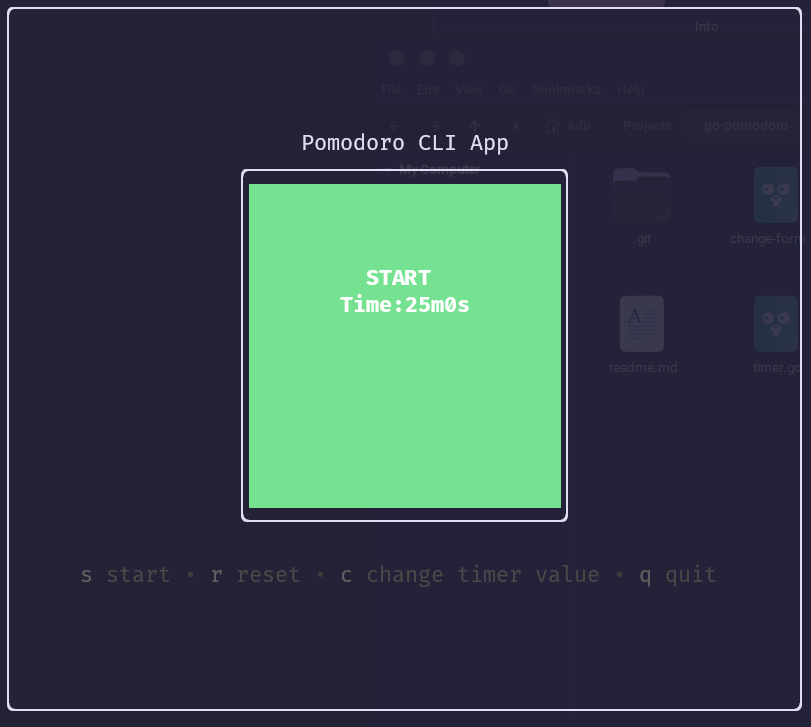 Info
File Edit View Go Bookmarks Help
lufb Projects go-pomodoro
Pomodoro CLI App
My Computer
.git change-form.
START
Time:25m0s
readme.md timer.go
s start • r reset • c change timer value • q quit